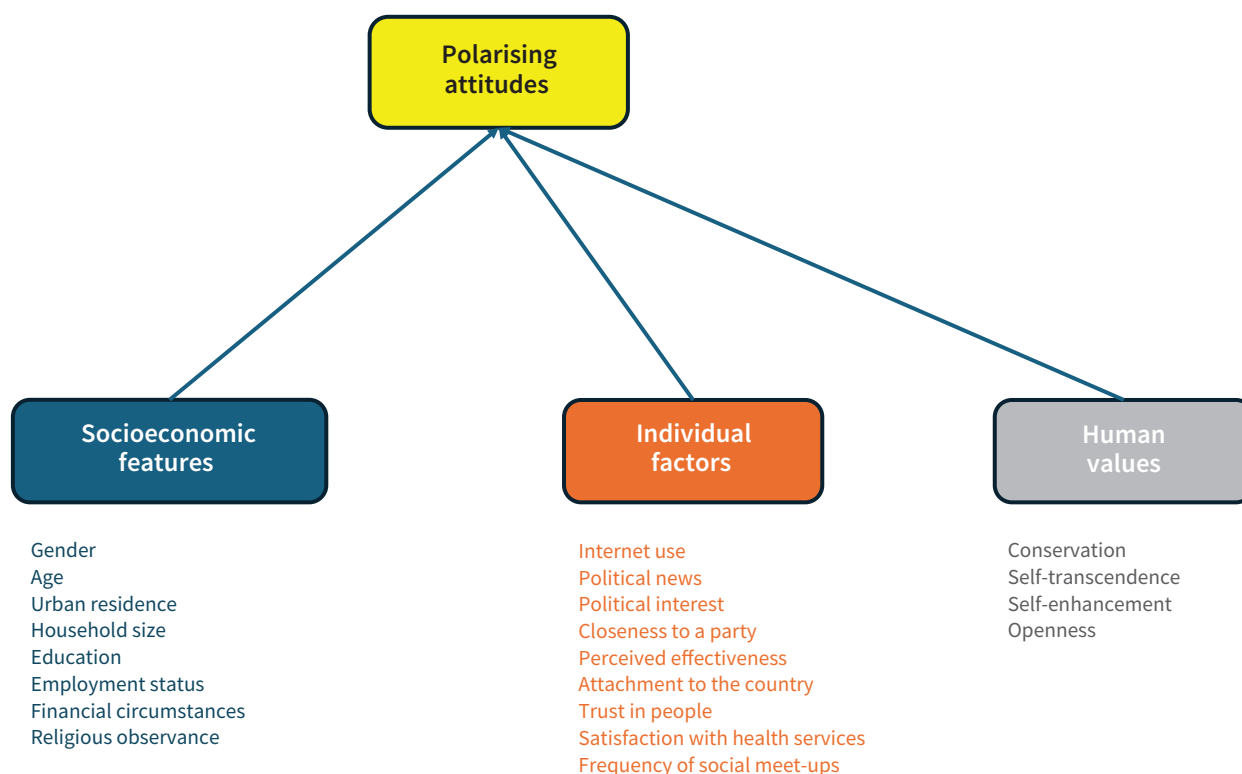 Polarising
attitudes
Socioeconomic
features
Individual
factors
Human
values
Gender
Age
Urban residence
Household size
Education
Employment status
Financial circumstances
Religious observance
Internet use
Political news
Political interest
Closeness to a party
Perceived effectiveness
Attachment to the country
Trust in people
Satisfaction with health services
Frequency of social meet-ups
Conservation
Self-transcendence
Self-enhancement
Openness